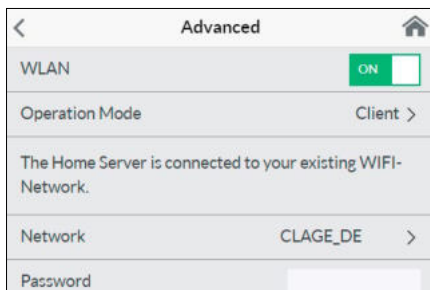 Advanced
WLAN ON
Operation Mode Client >
The Home Server is connected to your existing WIFI-
Network.
Network CLAGE_DE >
Password